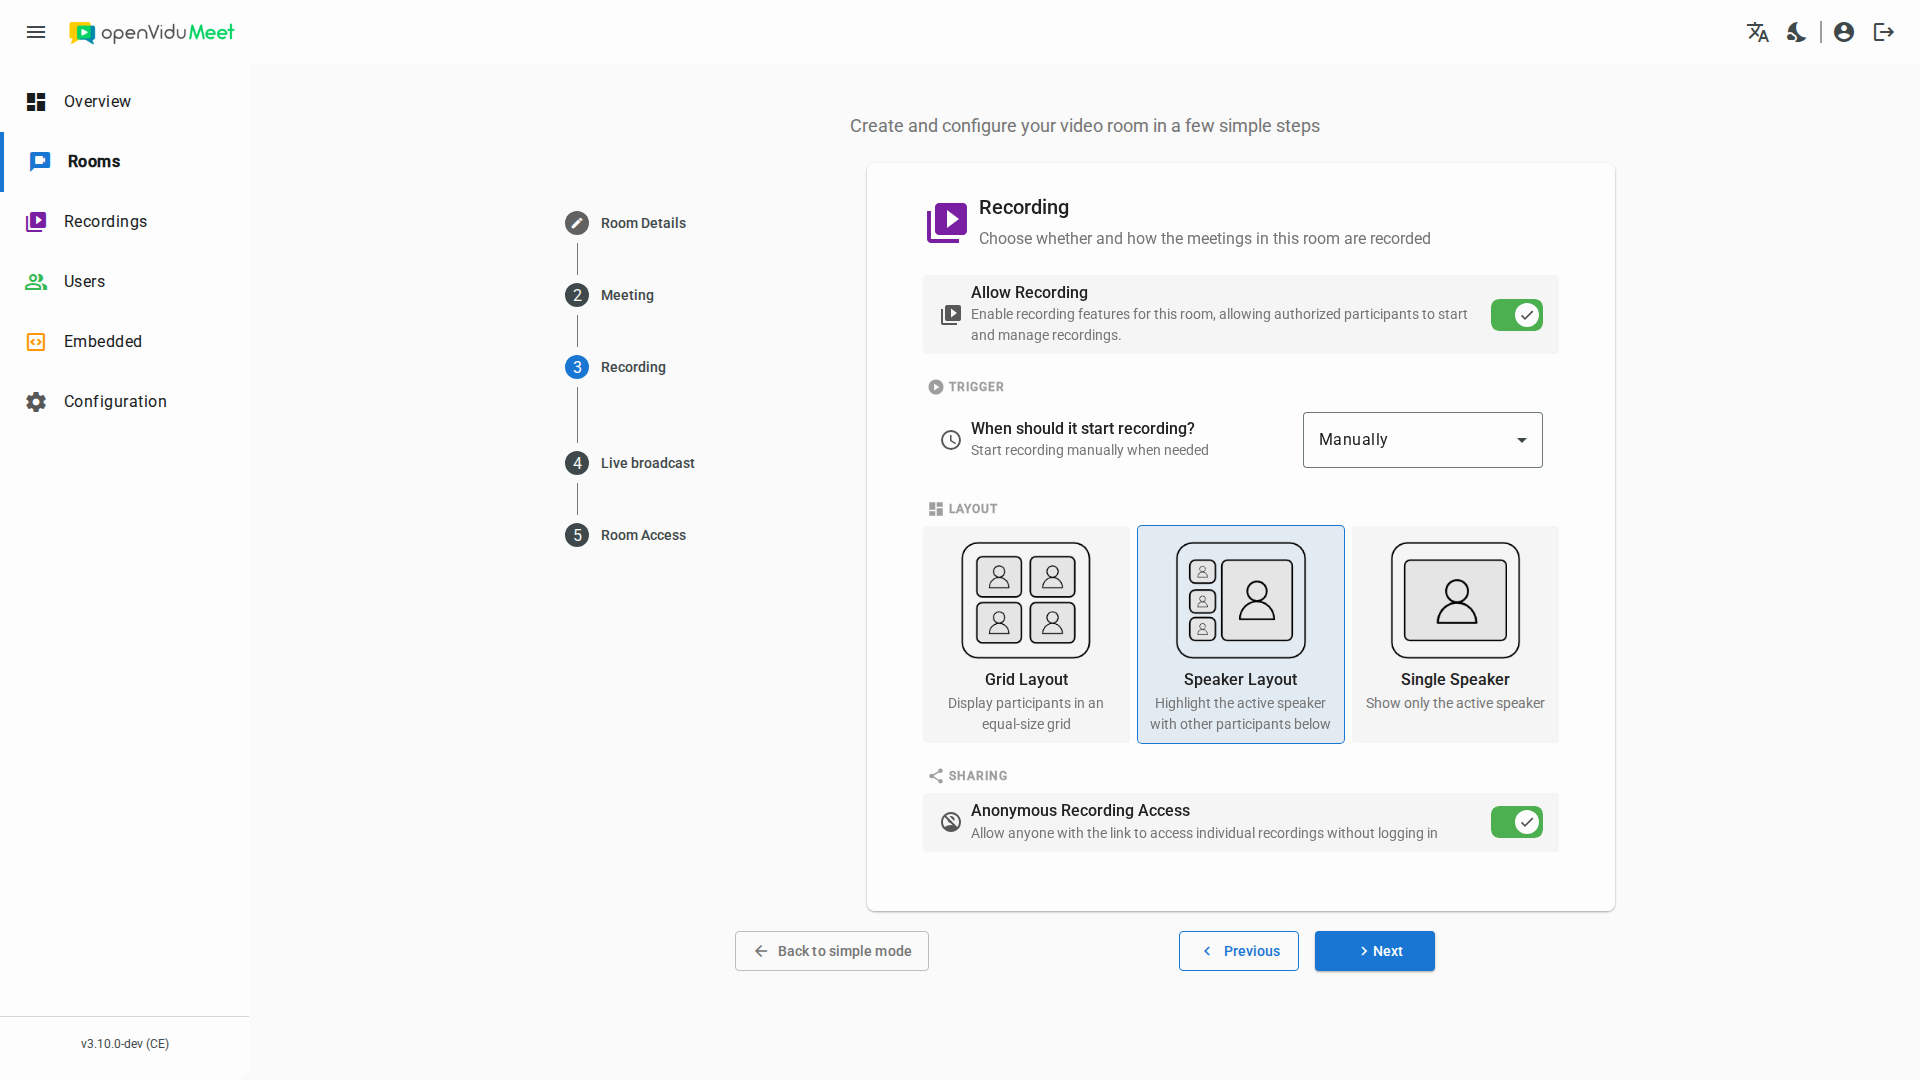 openVidu Meet
Overview
Rooms
Recordings
Users
Embedded
Configuration
v3.10.0-dev (CE)
Create and configure your video room in a few simple steps
Room Details
2 Meeting
3 Recording
4 Live broadcast
5 Room Access
Recording
Choose whether and how the meetings in this room are recorded
Allow Recording
Enable recording features for this room, allowing authorized participants to start
and manage recordings.
TRIGGER
When should it start recording?
Start recording manually when needed
Manually
LAYOUT
Grid Layout
Display participants in an
equal-size grid
Speaker Layout
Highlight the active speaker
with other participants below
Single Speaker
Show only the active speaker
SHARING
Anonymous Recording Access
Allow anyone with the link to access individual recordings without logging in
Back to simple mode
Previous
Next